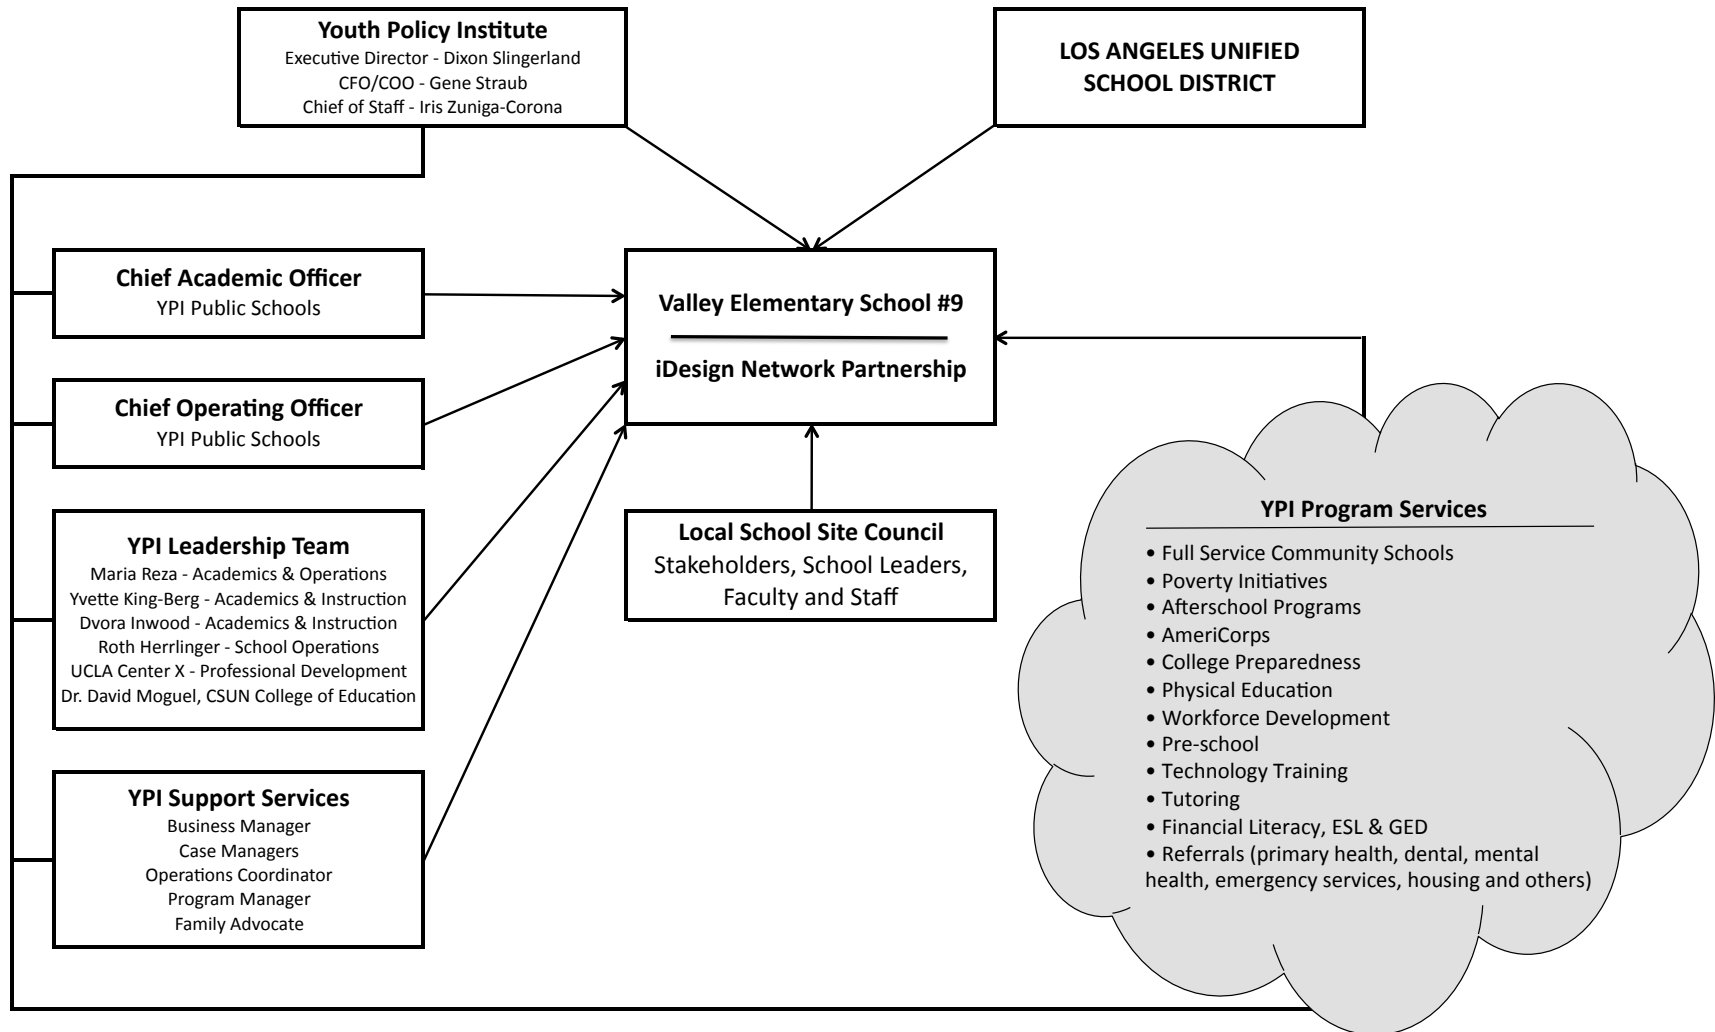 Youth Policy Institute
Executive Director - Dixon Slingerland
CFO/COO - Gene Straub
Chief of Staff - Iris Zuniga-Corona
LOS ANGELES UNIFIED
SCHOOL DISTRICT
Chief Academic Officer
YPI Public Schools
Chief Operating Officer
YPI Public Schools
YPI Leadership Team
Maria Reza - Academics & Operations
Yvette King-Berg - Academics & Instruction
Dvora Inwood - Academics & Instruction
Roth Herrlinger - School Operations
UCLA Center X - Professional Development
Dr. David Moguel, CSUN College of Education
YPI Support Services
Business Manager
Case Managers
Operations Coordinator
Program Manager
Family Advocate
Valley Elementary School #9
iDesign Network Partnership
Local School Site Council
Stakeholders, School Leaders,
Faculty and Staff
YPI Program Services
• Full Service Community Schools
• Poverty Initiatives
• Afterschool Programs
• AmeriCorps
• College Preparedness
• Physical Education
• Workforce Development
• Pre-school
• Technology Training
• Tutoring
• Financial Literacy, ESL & GED
• Referrals (primary health, dental, mental
health, emergency services, housing and others)